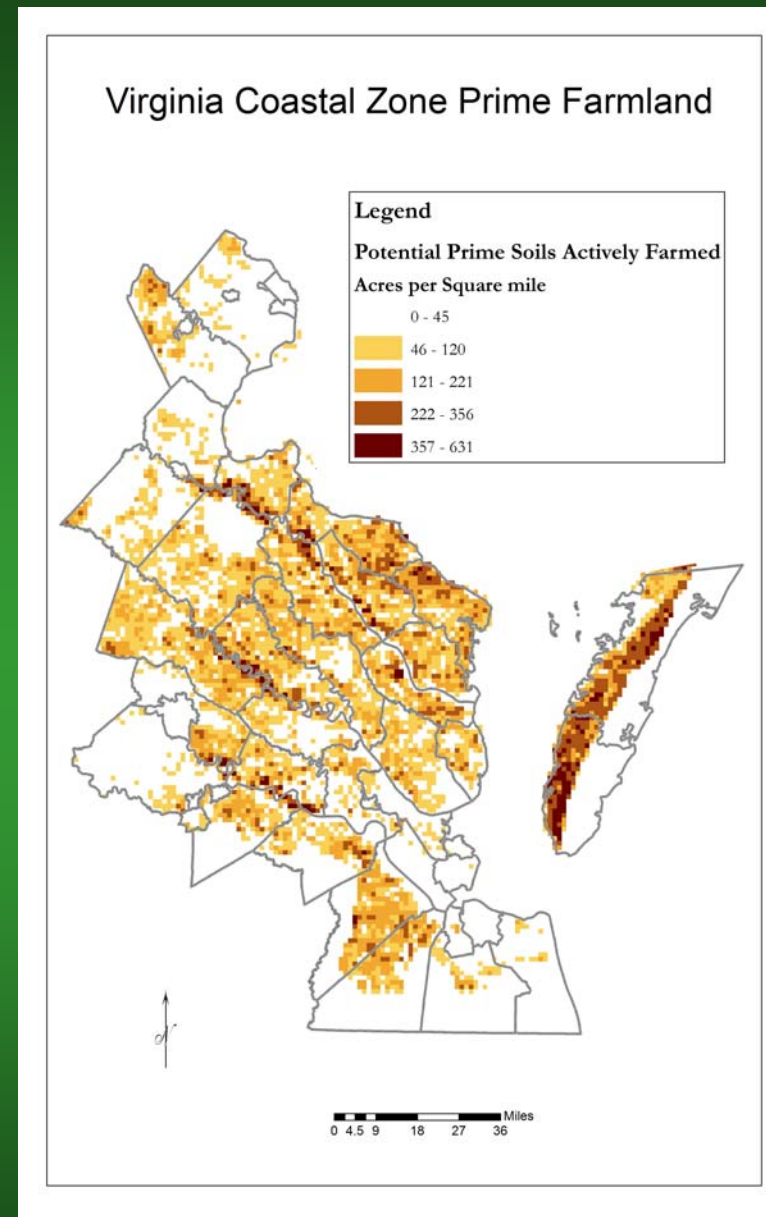 Virginia Coastal Zone Prime Farmland
Legend
Potential Prime Soils Actively Farmed
Acres per Square mile
0 - 45
46 - 120
121 - 221
222 - 356
357 - 631
N
Miles
0 4.5 9 18 27 36